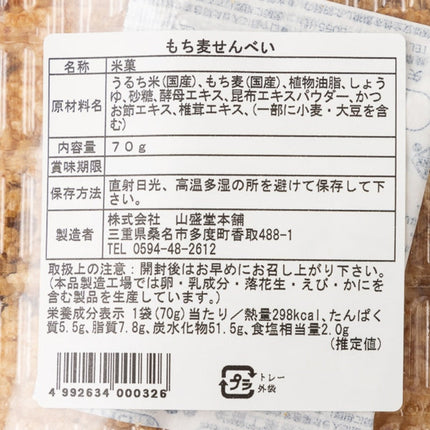 もち麦せんべい
名称 米菓
原材料名 うるち米(国産)、もち麦(国産)、植物油脂、しょうゆ、砂糖、酵母エキス、昆布エキスパウダー、かつお節エキス、椎茸エキス、(一部に小麦・大豆を含む)
内容量 70g
賞味期限
保存方法 直射日光、高温多湿の所を避けて保存して下さい。
製造者 株式会社 山盛堂本舗
三重県桑名市多度町香取488-1
TEL 0594-48-2612
取扱上の注意:開封後はお早めにお召し上がり下さい。
(本品製造工場では卵・乳成分・落花生・えび・かにを
含む製品を生産しています。)
栄養成分表示 1袋(70g)当たり/熱量298kcal、たんぱく
質5.5g、脂質7.8g、炭水化物51.5g、食塩相当量2.0g
(推定値)
4 992634 000326
プラ
トレー
外袋